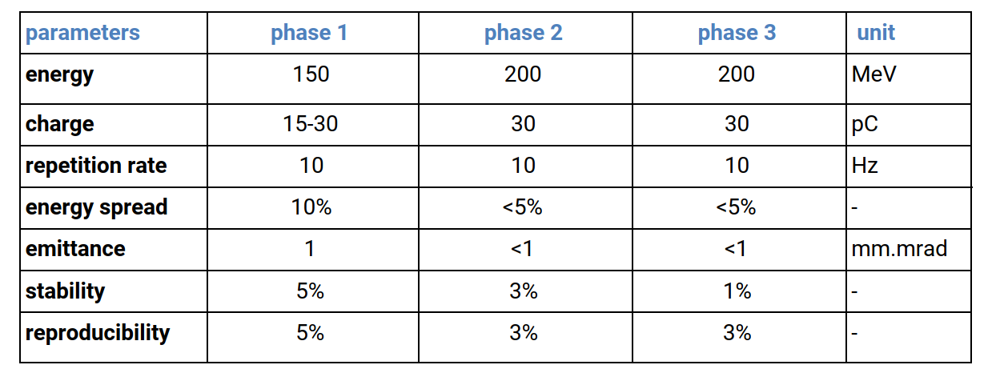 parameters phase 1 phase 2 phase 3 unit
energy 150 200 200 MeV
charge 15-30 30 30 pC
repetition rate 10 10 10 Hz
energy spread 10% <5% <5% -
emittance 1 <1 <1 mm.mrad
stability 5% 3% 1% -
reproducibility 5% 3% 3% -